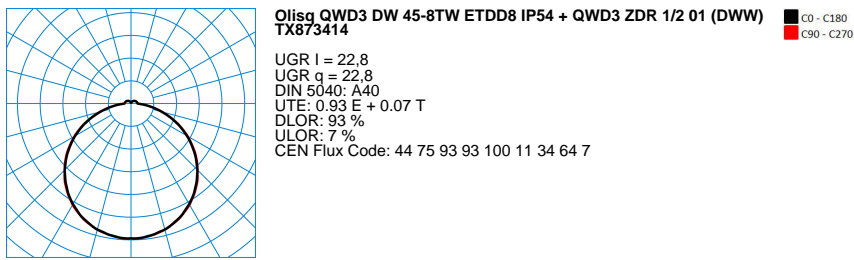 Olisq QWD3 DW 45-8TW ETDD8 IP54 + QWD3 ZDR 1/2 01 (DWW)
TX873414
UGR I = 22,8
UGR q = 22,8
DIN 5040: A40
UTE: 0.93 E + 0.07 T
DLOR: 93 %
ULOR: 7 %
CEN Flux Code: 44 75 93 93 100 11 34 64 7
C0 - C180
C90 - C270